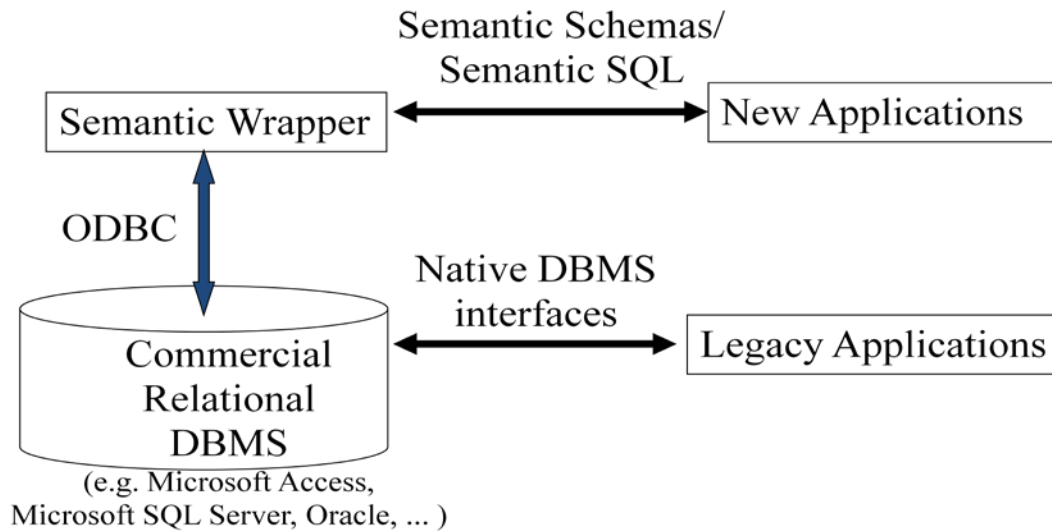 Semantic Schemas/
Semantic SQL
Semantic Wrapper
New Applications
ODBC
Native DBMS
interfaces
Commercial
Relational
DBMS
Legacy Applications
(e.g. Microsoft Access,
Microsoft SQL Server, Oracle, ... )